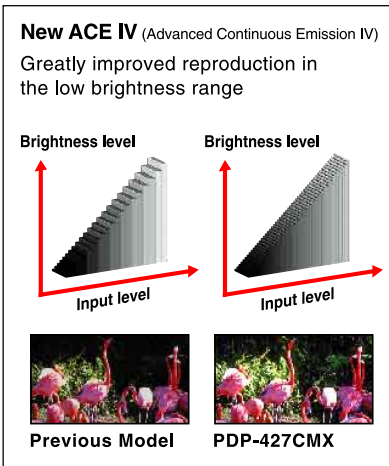 New ACE IV (Advanced Continuous Emission IV)
Greatly improved reproduction in
the low brightness range
Brightness level
Brightness level
Input level
Input level
Previous Model
PDP-427CMX